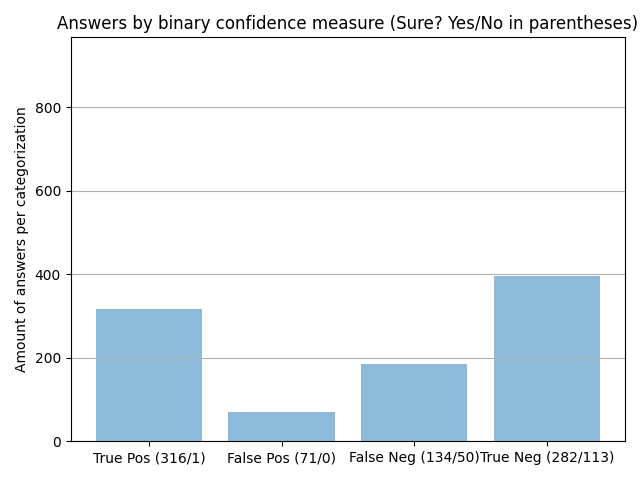 Answers by binary confidence measure (Sure? Yes/No in parentheses)
Amount of answers per categorization
800
600
400
200
0
True Pos (316/1) False Pos (71/0) False Neg (134/50) True Neg (282/113)